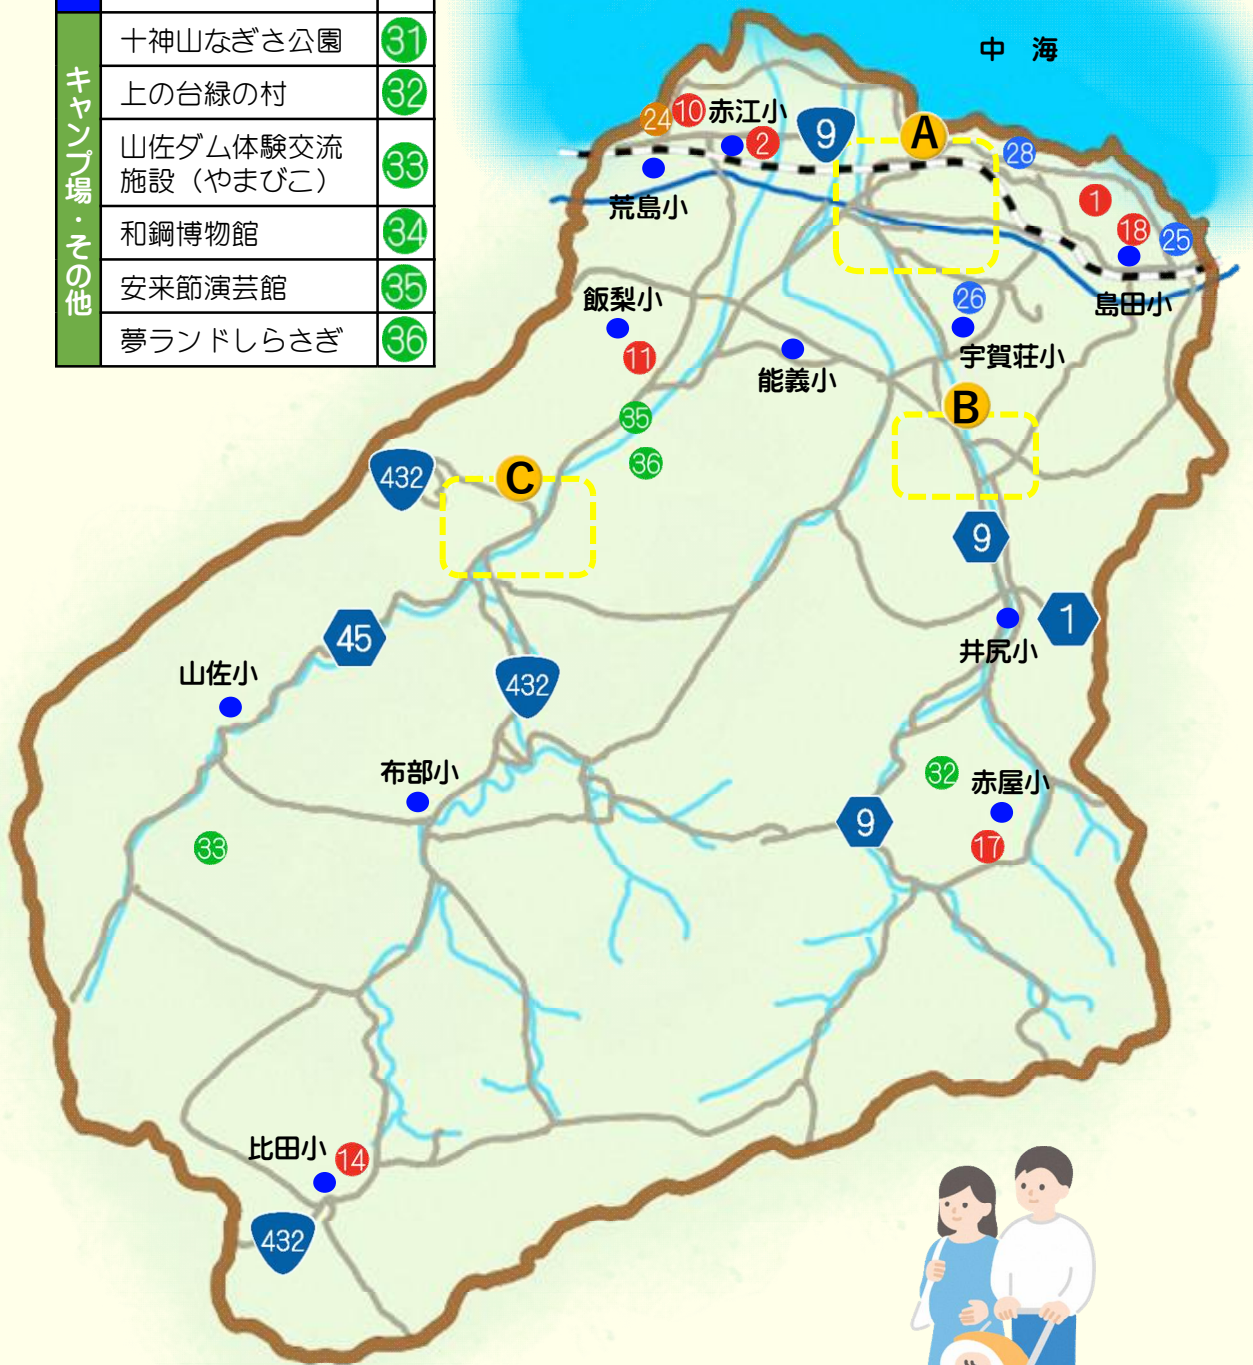 キャンプ場・その他
十神山なぎさ公園 31
上の台緑の村 32
山佐ダム体験交流
施設（やまびこ） 33
和鋼博物館 34
安来節演芸館 35
夢ランドしらさぎ 36
中 海
24
10
赤江小
2
9
A
28
荒島小
1
18
25
島田小
飯梨小
11
26
宇賀荘小
能義小
B
35
36
432
C
9
45
1
井尻小
山佐小
432
布部小
32
赤屋小
9
17
33
比田小
14
432